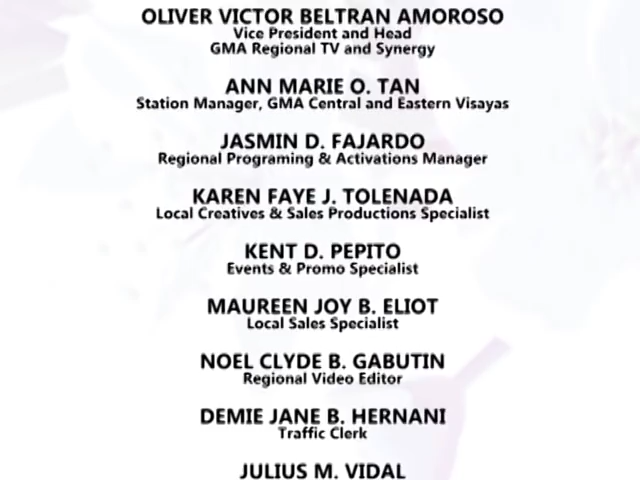 OLIVER VICTOR BELTRAN AMOROSO
Vice President and Head
GMA Regional TV and Synergy
ANN MARIE O. TAN
Station Manager, GMA Central and Eastern Visayas
JASMIN D. FAJARDO
Regional Programing & Activations Manager
KAREN FAYE J. TOLENADA
Local Creatives & Sales Productions Specialist
KENT D. PEPITO
Events & Promo Specialist
MAUREEN JOY B. ELIOT
Local Sales Specialist
NOEL CLYDE B. GABUTIN
Regional Video Editor
DEMIE JANE B. HERNANI
Traffic Clerk
JULIUS M. VIDAL